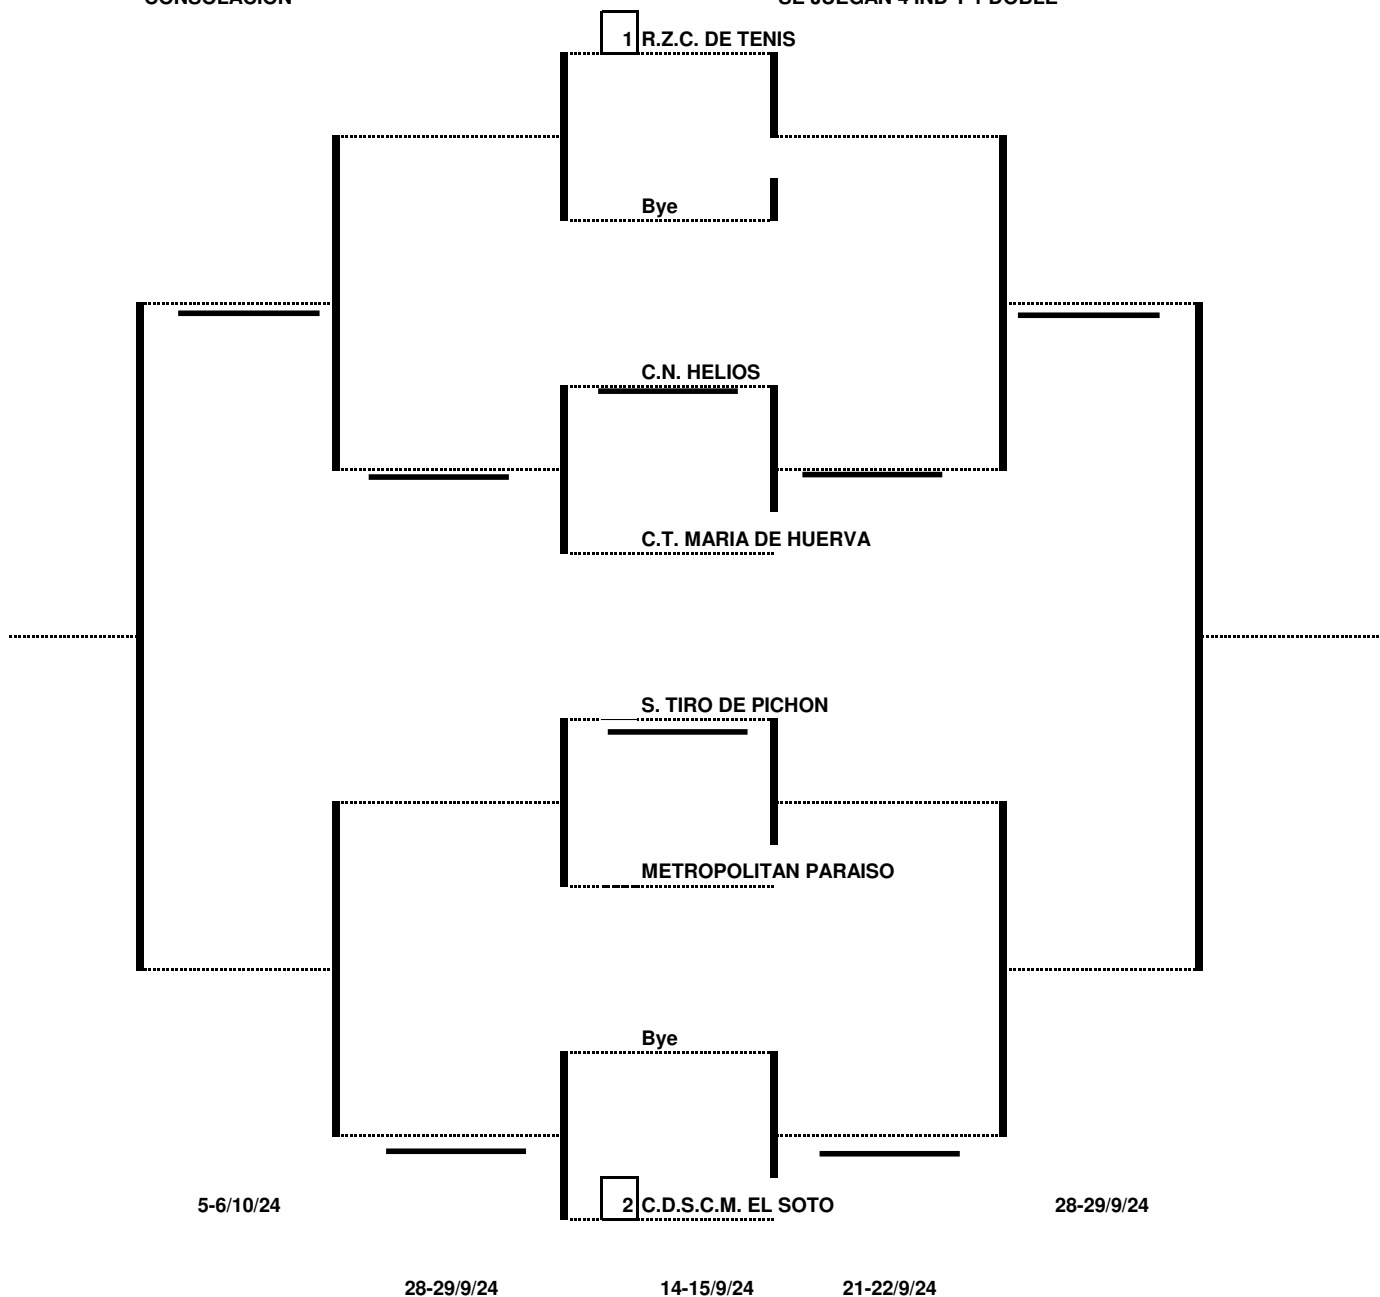 CONSOLACION
SE JUEGAN 4 IND Y 1 DOBLE
1 R.Z.C. DE TENIS
Bye
C.N. HELIOS
C.T. MARIA DE HUERVA
S. TIRO DE PICHON
METROPOLITAN PARAISO
Bye
2 C.D.S.C.M. EL SOTO
5-6/10/24
28-29/9/24
28-29/9/24
14-15/9/24
21-22/9/24